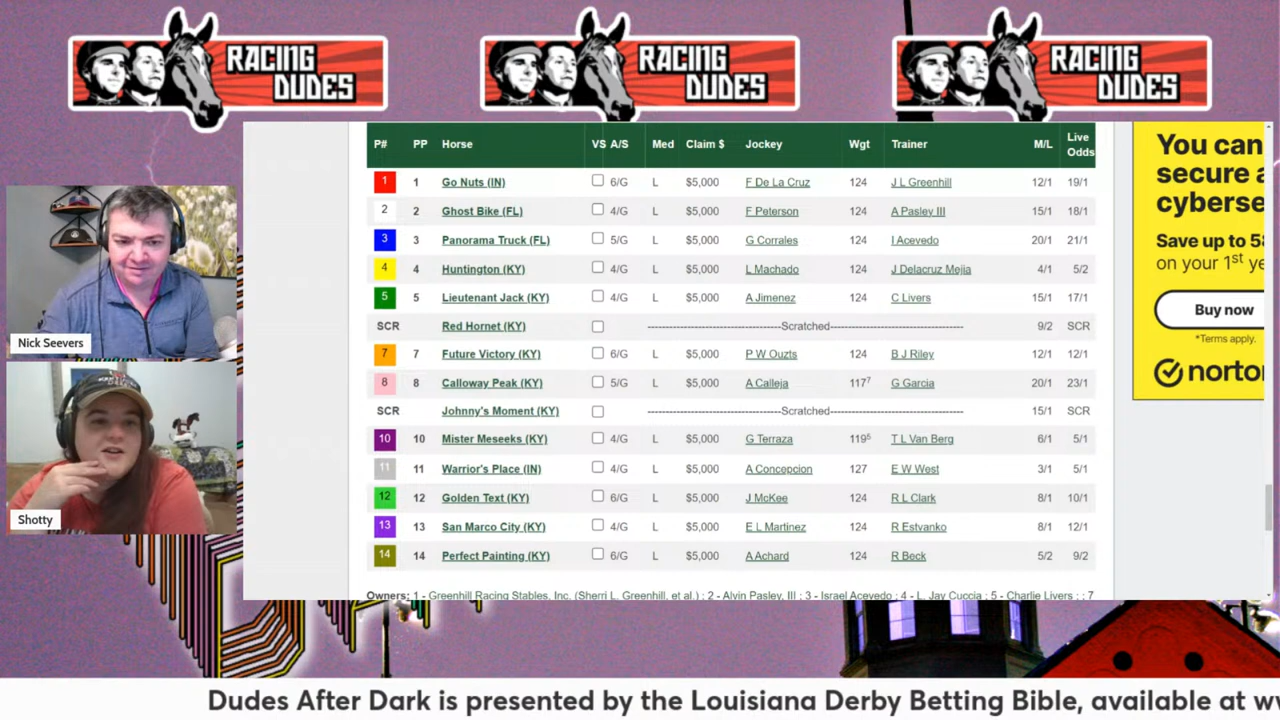 RACING
DUDES
RACING
DUDES
RACING
DUDES
P# PP Horse VS A/S Med Claim $ Jockey Wgt Trainer M/L Live Odds
1 1 Go Nuts (IN) 6/G L $5,000 F De La Cruz 124 J L Greenhill 12/1 19/1
2 2 Ghost Bike (FL) 4/G L $5,000 F Peterson 124 A Pasley III 15/1 18/1
3 3 Panorama Truck (FL) 5/G L $5,000 G Corrales 124 I Acevedo 20/1 21/1
4 4 Huntington (KY) 4/G L $5,000 L Machado 124 J Delacruz Mejia 4/1 5/2
5 5 Lieutenant Jack (KY) 4/G L $5,000 A Jimenez 124 C Livers 15/1 17/1
SCR Red Hornet (KY) Scratched 9/2 SCR
7 7 Future Victory (KY) 6/G L $5,000 P W Ouzts 124 B J Riley 12/1 12/1
8 8 Calloway Peak (KY) 5/G L $5,000 A Calleja 117⁷ G Garcia 20/1 23/1
SCR Johnny's Moment (KY) Scratched 15/1 SCR
10 10 Mister Meseeks (KY) 4/G L $5,000 G Terraza 119⁵ T L Van Berg 6/1 5/1
11 11 Warrior's Place (IN) 4/G L $5,000 A Concepcion 127 E W West 3/1 5/1
12 12 Golden Text (KY) 6/G L $5,000 J McKee 124 R L Clark 8/1 10/1
13 13 San Marco City (KY) 4/G L $5,000 E L Martinez 124 R Estvanko 8/1 12/1
14 14 Perfect Painting (KY) 6/G L $5,000 A Achard 124 R Beck 5/2 9/2
Owners: 1 - Greenhill Racing Stables, Inc. (Sherri L. Greenhill, et al.) ; 2 - Alvin Pasley, III ; 3 - Israel Acevedo ; 4 - L. Jay Cuccia ; 5 - Charlie Livers ; ; 7
You can
secure a
cyberse
Save up to 58
on your 1st ye
Buy now
*Terms apply.
norto
Nick Seevers
Shotty
Dudes After Dark is presented by the Louisiana Derby Betting Bible, available at w